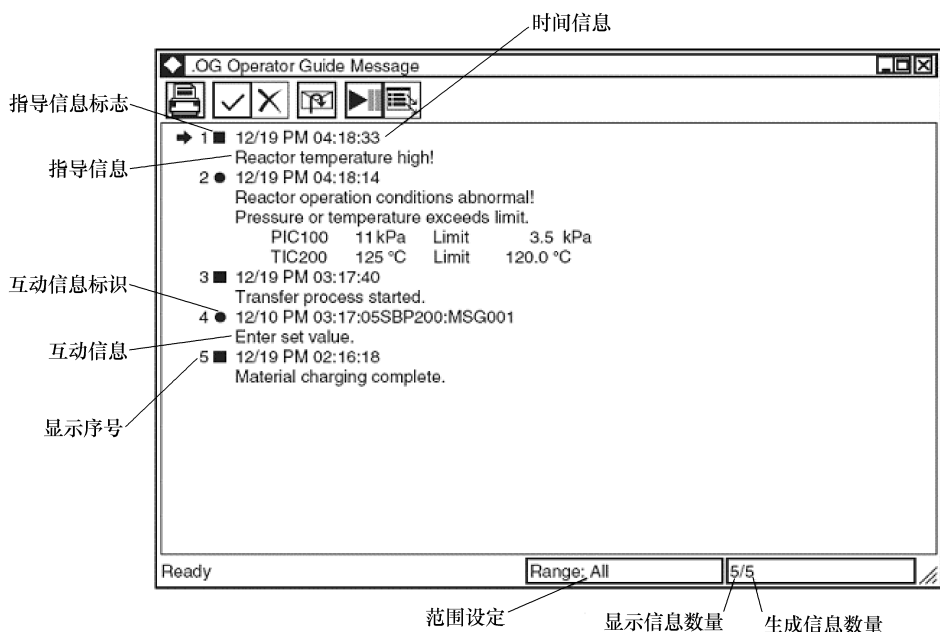 时间信息
.OG Operator Guide Message
指导信息标志
1 12/19 PM 04:18:33
Reactor temperature high!
指导信息
2 12/19 PM 04:18:14
Reactor operation conditions abnormal!
Pressure or temperature exceeds limit.
PIC100 11kPa Limit 3.5 kPa
TIC200 125 °C Limit 120.0 °C
互动信息标识
3 12/19 PM 03:17:40
Transfer process started.
4 12/10 PM 03:17:05SBP200:MSG001
互动信息
Enter set value.
5 12/19 PM 02:16:18
Material charging complete.
显示序号
Ready
Range: All
5/5
范围设定
显示信息数量
生成信息数量